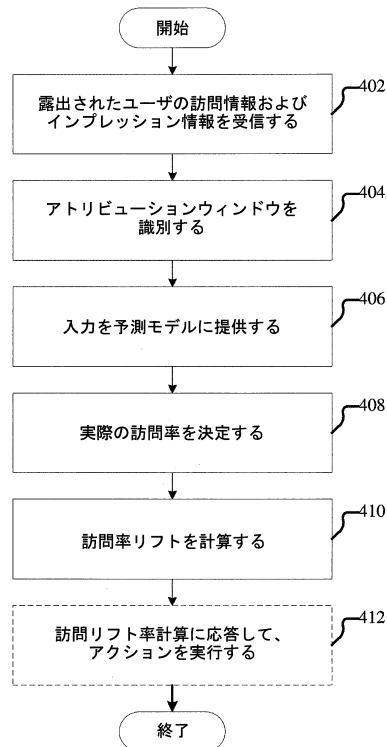 開始
402
露出されたユーザの訪問情報および
インプレッション情報を受信する
404
アトリビューションウィンドウを
識別する
406
入力を予測モデルに提供する
408
実際の訪問率を決定する
410
訪問率リフトを計算する
412
訪問リフト率計算に応答して、
アクションを実行する
終了